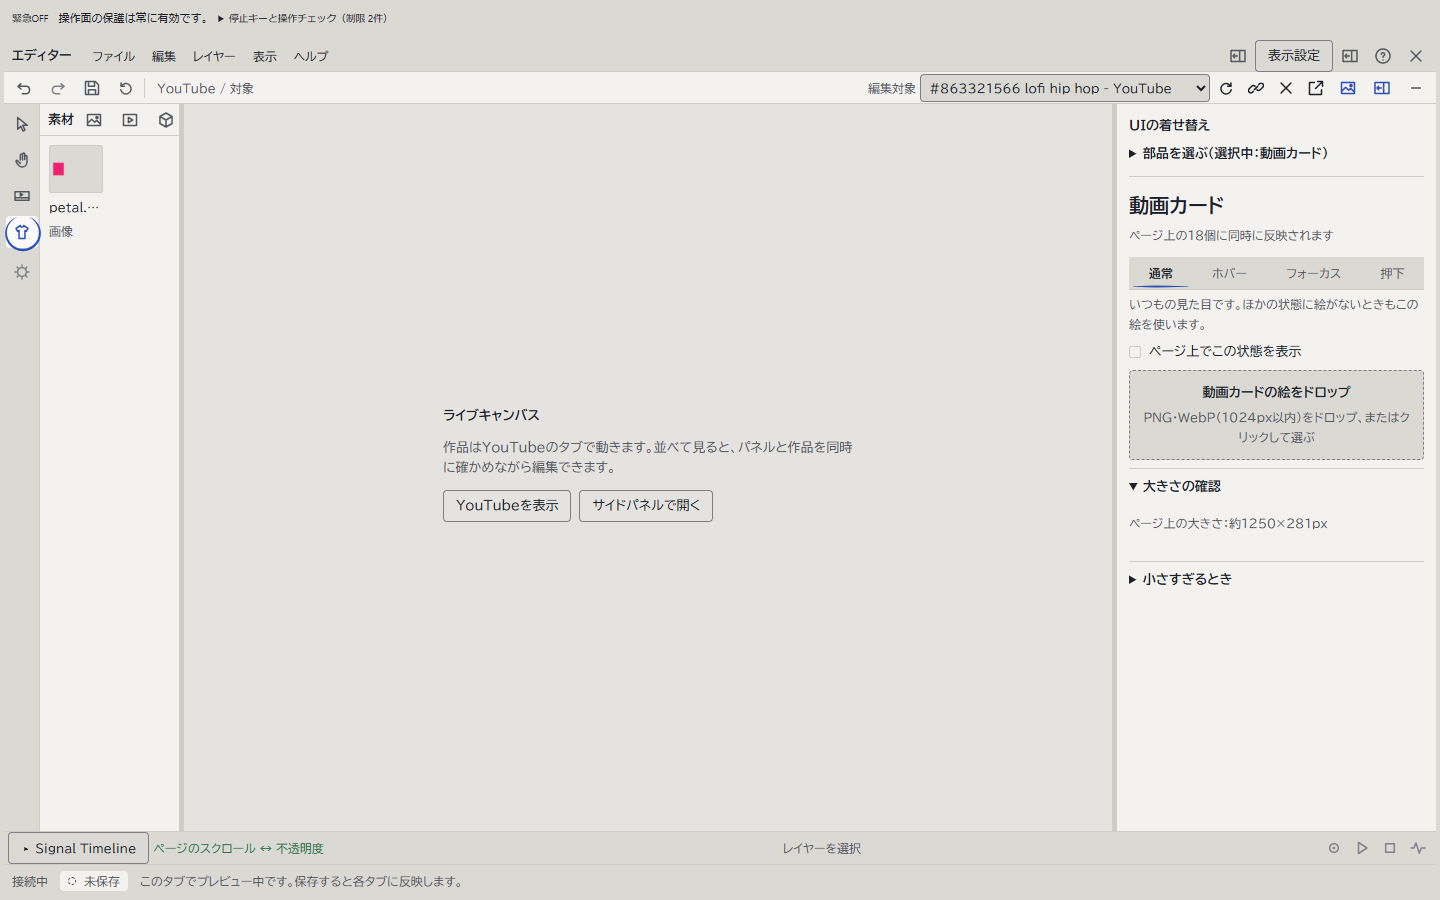 緊急OFF 操作面の保護は常に有効です。 ▶ 停止キーと操作チェック（制限 2件）
エディター ファイル 編集 レイヤー 表示 ヘルプ 表示設定
YouTube / 対象 編集対象 #863321566 lofi hip hop - YouTube
素材
petal.…
画像
ライブキャンバス
作品はYouTubeのタブで動きます。並べて見ると、パネルと作品を同時
に確かめながら編集できます。
YouTubeを表示 サイドパネルで開く
UIの着せ替え
▶ 部品を選ぶ（選択中：動画カード）
動画カード
ページ上の18個に同時に反映されます
通常 ホバー フォーカス 押下
いつもの見た目です。ほかの状態に絵がないときもこの
絵を使います。
ページ上でこの状態を表示
動画カードの絵をドロップ
PNG・WebP（1024px以内）をドロップ、またはク
リックして選ぶ
▼ 大きさの確認
ページ上の大きさ：約1250×281px
▶ 小さすぎるとき
▸ Signal Timeline ページのスクロール ↔ 不透明度 レイヤーを選択
接続中 未保存 このタブでプレビュー中です。保存すると各タブに反映します。